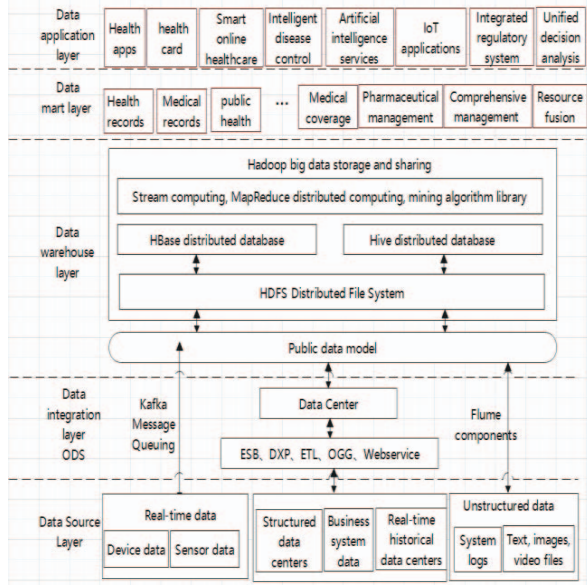 Data
application
layer
Health
apps
health
card
Smart
online
healthcare
Intelligent
disease
control
Artificial
intelligence
services
IoT
applications
Integrated
regulatory
system
Unified
decision
analysis
Data
mart layer
Health
records
Medical
records
public
health
...
Medical
coverage
Pharmaceutical
management
Comprehensive
management
Resource
fusion
Data
warehouse
layer
Hadoop big data storage and sharing
Stream computing, MapReduce distributed computing, mining algorithm library
HBase distributed database
Hive distributed database
HDFS Distributed File System
Public data model
Data
integration
layer
ODS
Kafka
Message
Queuing
Data Center
ESB、DXP、ETL、OGG、Webservice
Flume
components
Data Source
Layer
Real-time data
Device data
Sensor data
Structured
data
centers
Business
system
data
Real-time
historical
data centers
Unstructured data
System
logs
Text, images,
video files